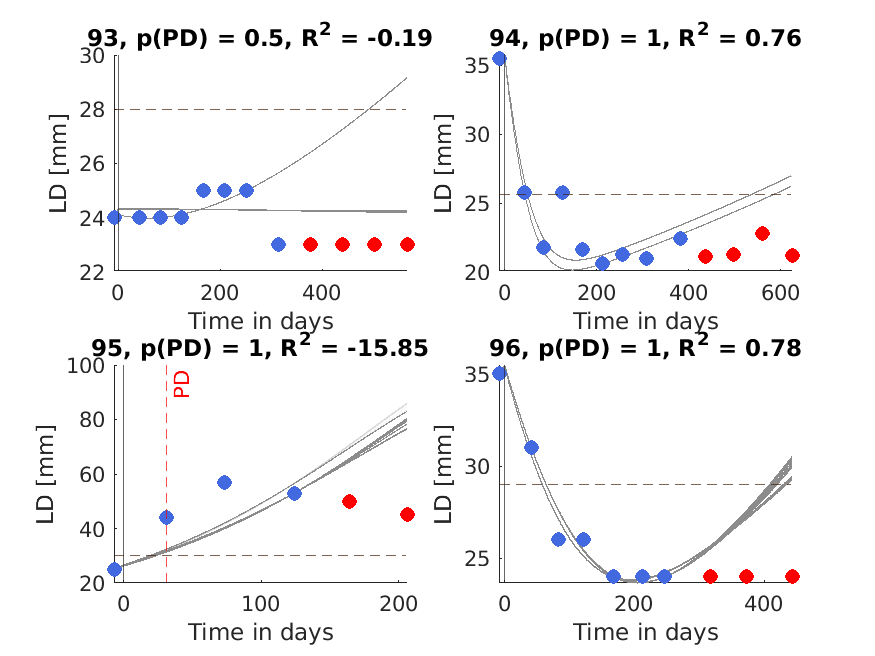 93, p(PD) = 0.5, R² = -0.19
30
28
26
24
22
LD [mm]
0
200
400
Time in days
94, p(PD) = 1, R² = 0.76
35
30
25
20
LD [mm]
0
200
400
600
Time in days
95, p(PD) = 1, R² = -15.85
100
80
60
40
20
LD [mm]
PD
0
100
200
Time in days
96, p(PD) = 1, R² = 0.78
35
30
25
LD [mm]
0
200
400
Time in days